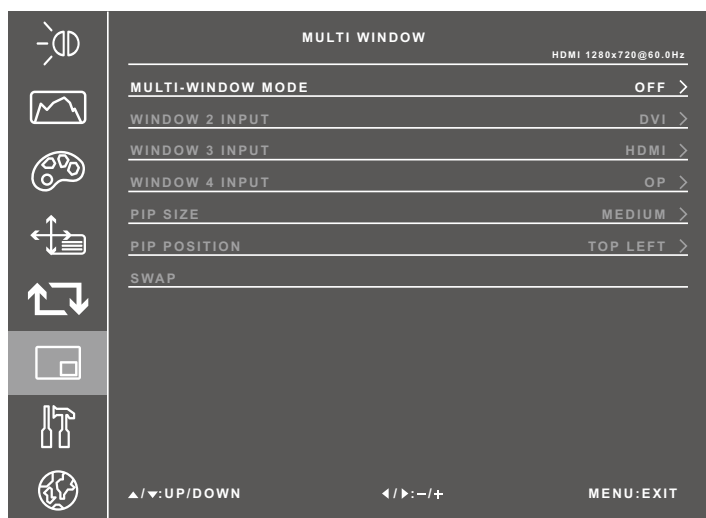 MULTI WINDOW
HDMI 1280x720@60.0Hz
MULTI-WINDOW MODE OFF >
WINDOW 2 INPUT DVI >
WINDOW 3 INPUT HDMI >
WINDOW 4 INPUT OP >
PIP SIZE MEDIUM >
PIP POSITION TOP LEFT >
SWAP
▲/▼:UP/DOWN ◀/▶:−/+ MENU:EXIT